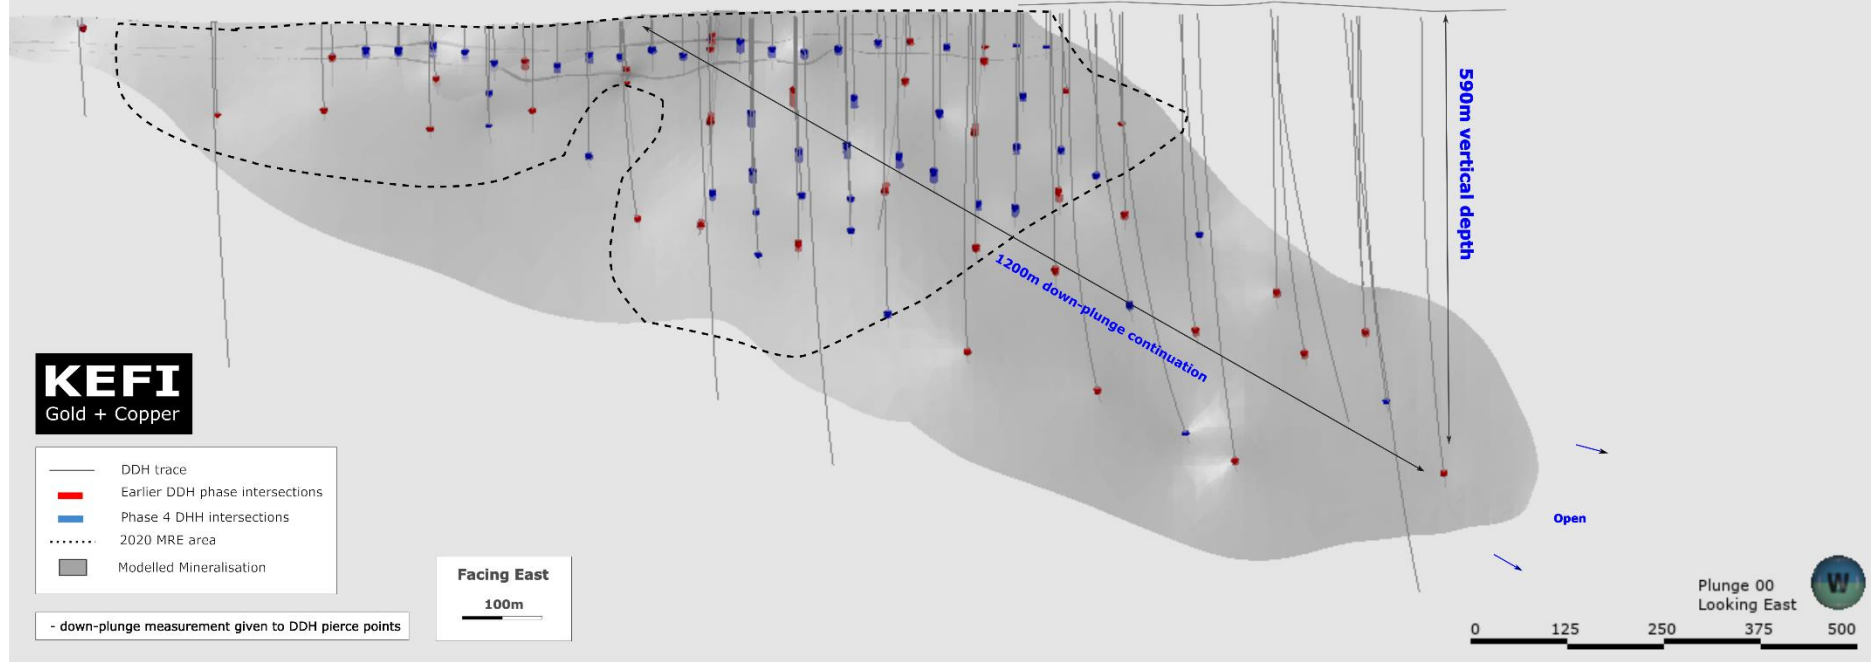 590m vertical depth
1200m down-plunge continuation
KEFI
Gold + Copper
DDH trace
Earlier DDH phase intersections
Phase 4 DHH intersections
2020 MRE area
Modelled Mineralisation
- down-plunge measurement given to DDH pierce points
Facing East
100m
Open
Plunge 00
Looking East
W
0 125 250 375 500